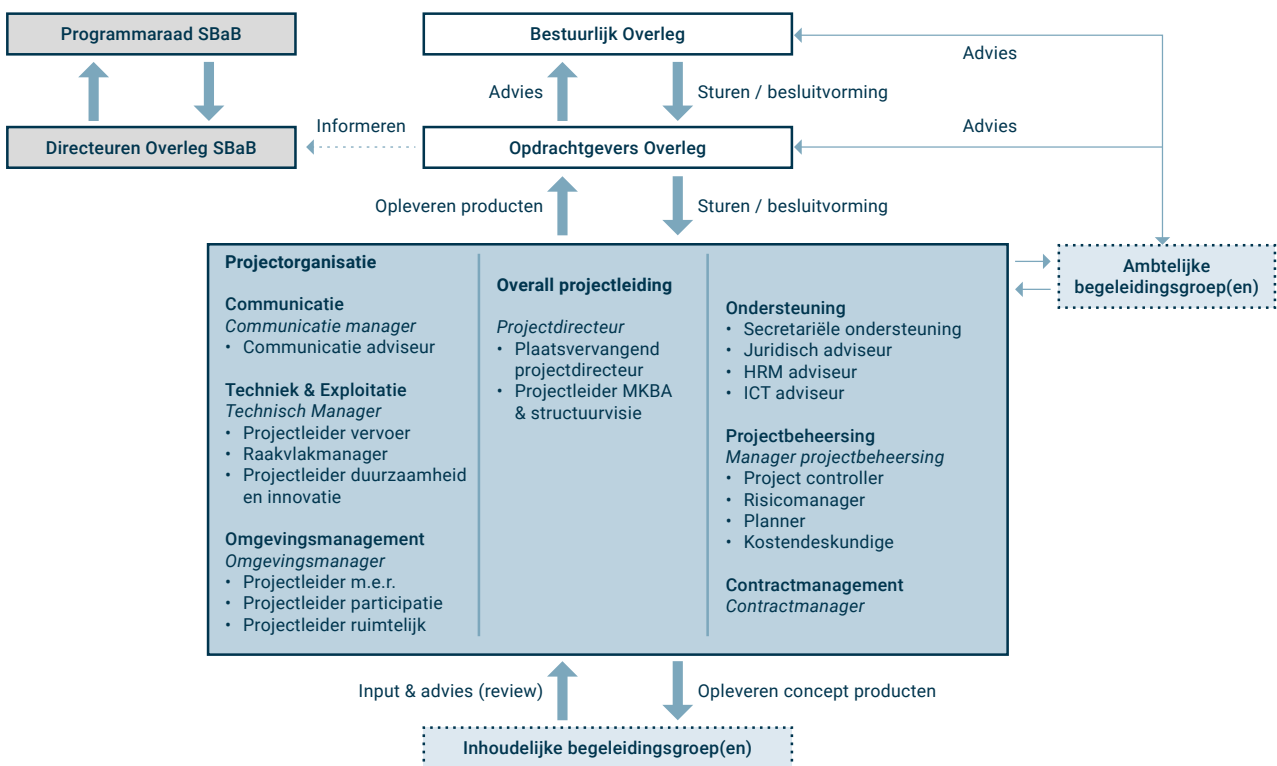 Programmaraad SBaB
Bestuurlijk Overleg
Advies
Advies
Sturen / besluitvorming
Directeuren Overleg SBaB
Informeren
Opdrachtgevers Overleg
Advies
Opleveren producten
Sturen / besluitvorming
Projectorganisatie
Communicatie
Communicatie manager
• Communicatie adviseur
Techniek & Exploitatie
Technisch Manager
• Projectleider vervoer
• Raakvlakmanager
• Projectleider duurzaamheid
en innovatie
Omgevingsmanagement
Omgevingsmanager
• Projectleider m.e.r.
• Projectleider participatie
• Projectleider ruimtelijk
Overall projectleiding
Projectdirecteur
• Plaatsvervangend
projectdirecteur
• Projectleider MKBA
& structuurvisie
Ondersteuning
• Secretariële ondersteuning
• Juridisch adviseur
• HRM adviseur
• ICT adviseur
Projectbeheersing
Manager projectbeheersing
• Project controller
• Risicomanager
• Planner
• Kostendeskundige
Contractmanagement
Contractmanager
Ambtelijke
begeleidingsgroep(en)
Input & advies (review)
Opleveren concept producten
Inhoudelijke begeleidingsgroep(en)